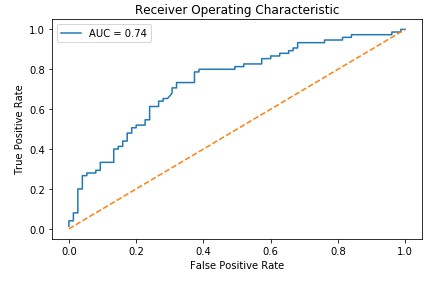 Receiver Operating Characteristic
AUC = 0.74
True Positive Rate
1.0
0.8
0.6
0.4
0.2
0.0
0.0 0.2 0.4 0.6 0.8 1.0
False Positive Rate